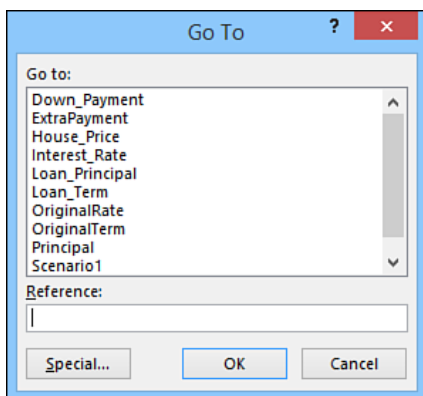 Go To
?
Go to:
Down_Payment
ExtraPayment
House_Price
Interest_Rate
Loan_Principal
Loan_Term
OriginalRate
OriginalTerm
Principal
Scenario1
Reference:
Special... OK Cancel